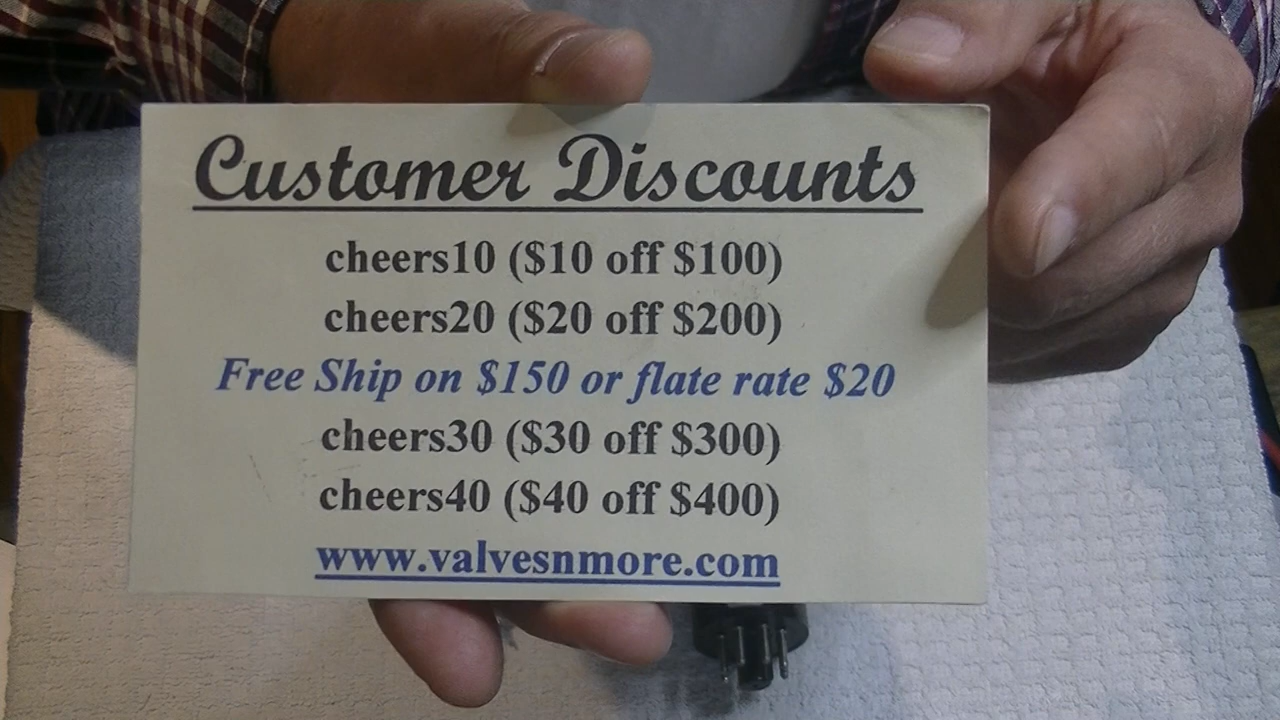 Customer Discounts
cheers10 ($10 off $100)
cheers20 ($20 off $200)
Free Ship on $150 or flate rate $20
cheers30 ($30 off $300)
cheers40 ($40 off $400)
www.valvesnmore.com